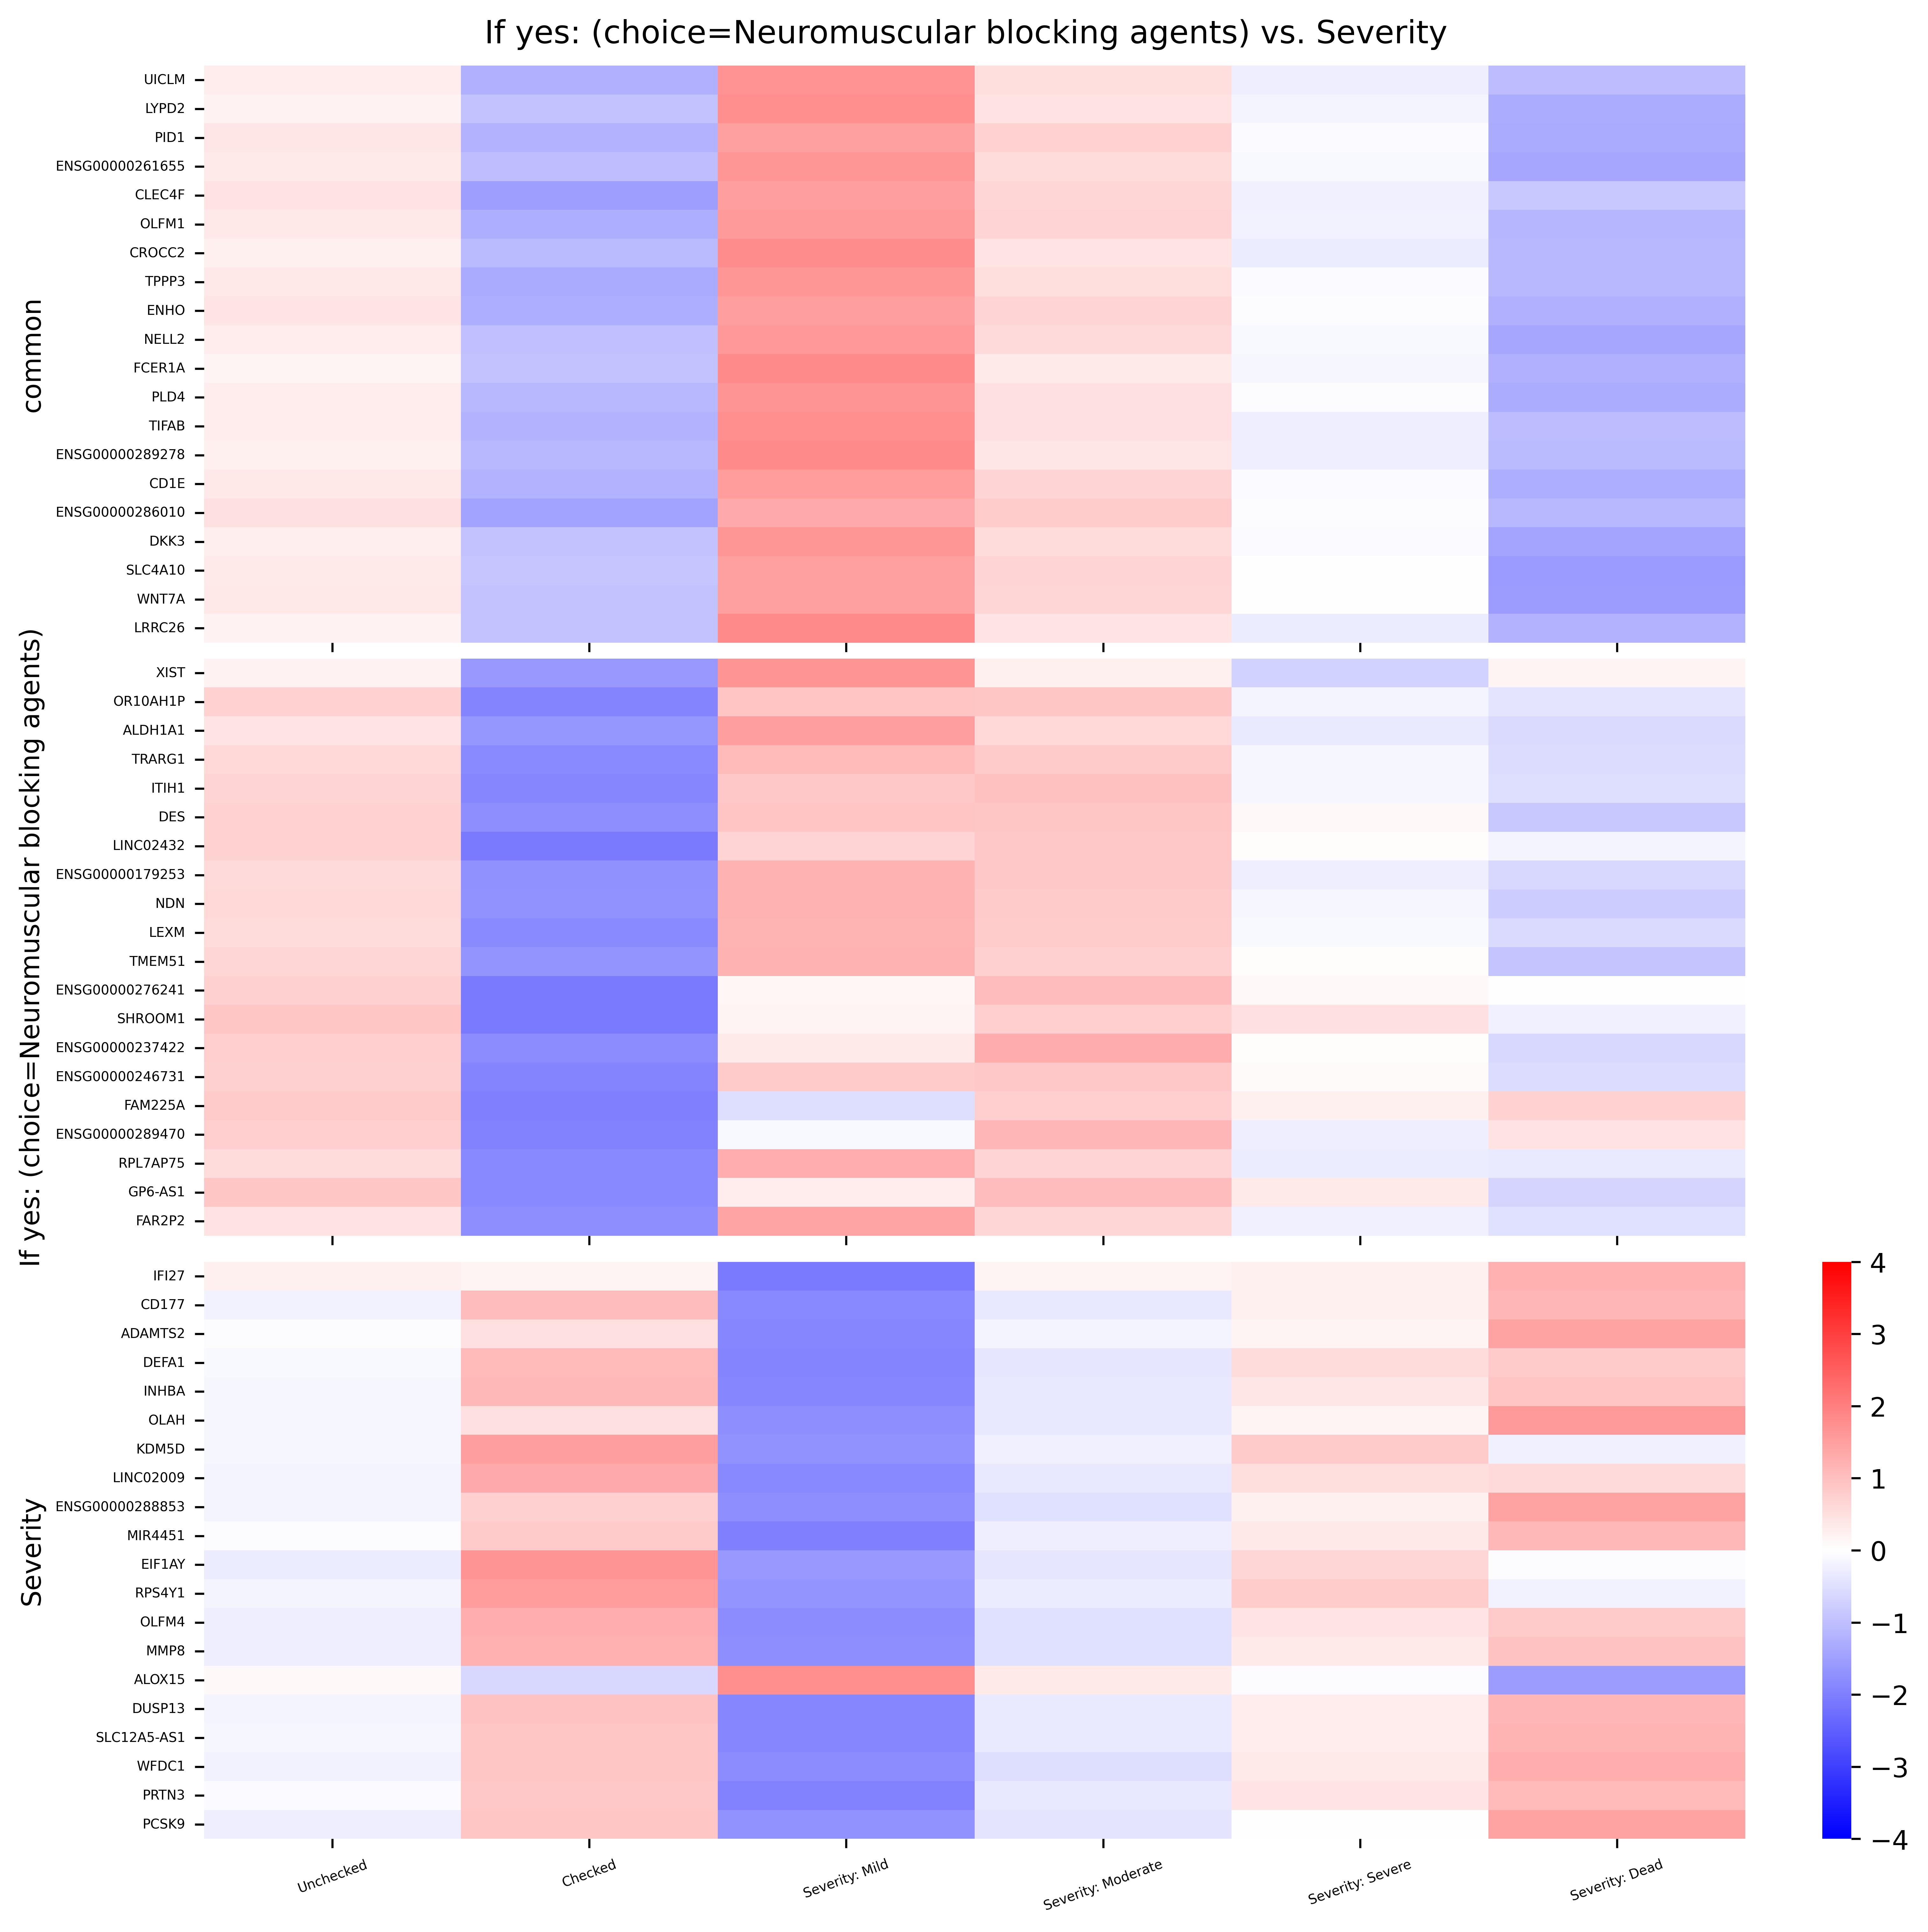 If yes: (choice=Neuromuscular blocking agents) vs. Severity
common
UICLM
LYPD2
PID1
ENSG00000261655
CLEC4F
OLFM1
CROCC2
TPPP3
ENHO
NELL2
FCER1A
PLD4
TIFAB
ENSG00000289278
CD1E
ENSG00000286010
DKK3
SLC4A10
WNT7A
LRRC26
If yes: (choice=Neuromuscular blocking agents)
XIST
OR10AH1P
ALDH1A1
TRARG1
ITIH1
DES
LINC02432
ENSG00000179253
NDN
LEXM
TMEM51
ENSG00000276241
SHROOM1
ENSG00000237422
ENSG00000246731
FAM225A
ENSG00000289470
RPL7AP75
GP6-AS1
FAR2P2
Severity
IFI27
CD177
ADAMTS2
DEFA1
INHBA
OLAH
KDM5D
LINC02009
ENSG00000288853
MIR4451
EIF1AY
RPS4Y1
OLFM4
MMP8
ALOX15
DUSP13
SLC12A5-AS1
WFDC1
PRTN3
PCSK9
Unchecked
Checked
Severity: Mild
Severity: Moderate
Severity: Severe
Severity: Dead
4
3
2
1
0
−1
−2
−3
−4